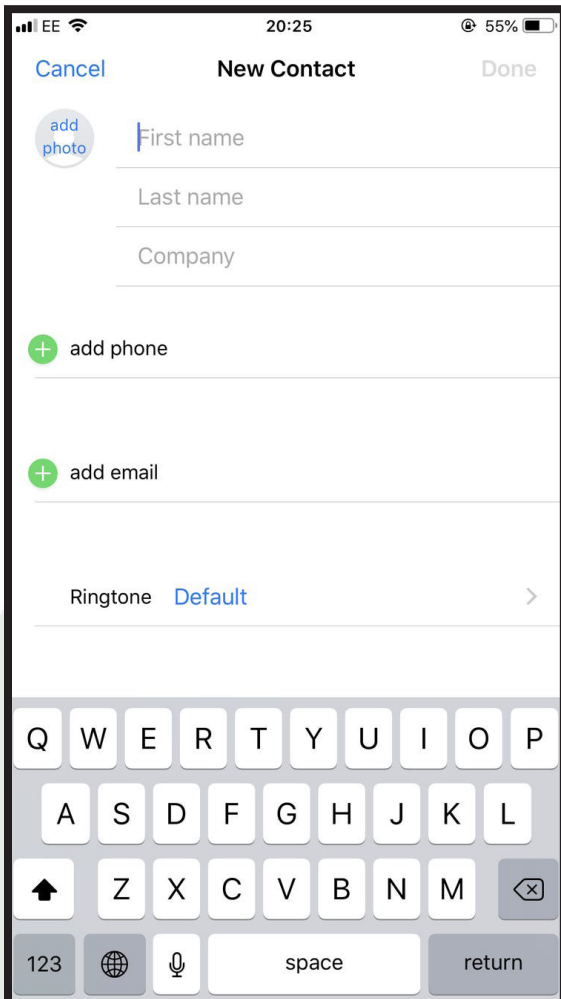 EE 20:25 55%
Cancel New Contact Done
add
photo
First name
Last name
Company
add phone
add email
Ringtone Default
Q W E R T Y U I O P
A S D F G H J K L
Z X C V B N M
123 space return